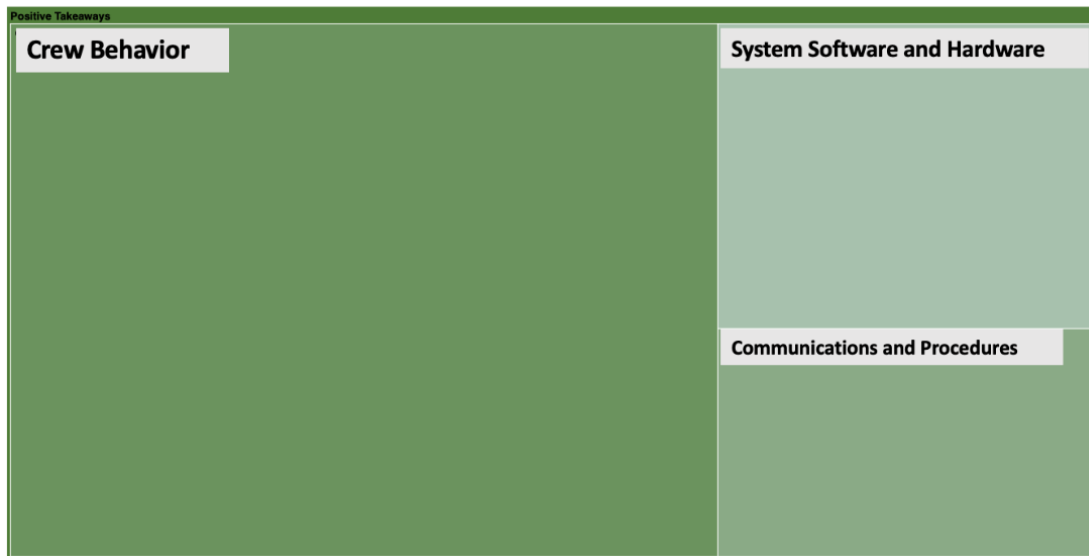 Positive Takeaways
Crew Behavior
System Software and Hardware
Communications and Procedures